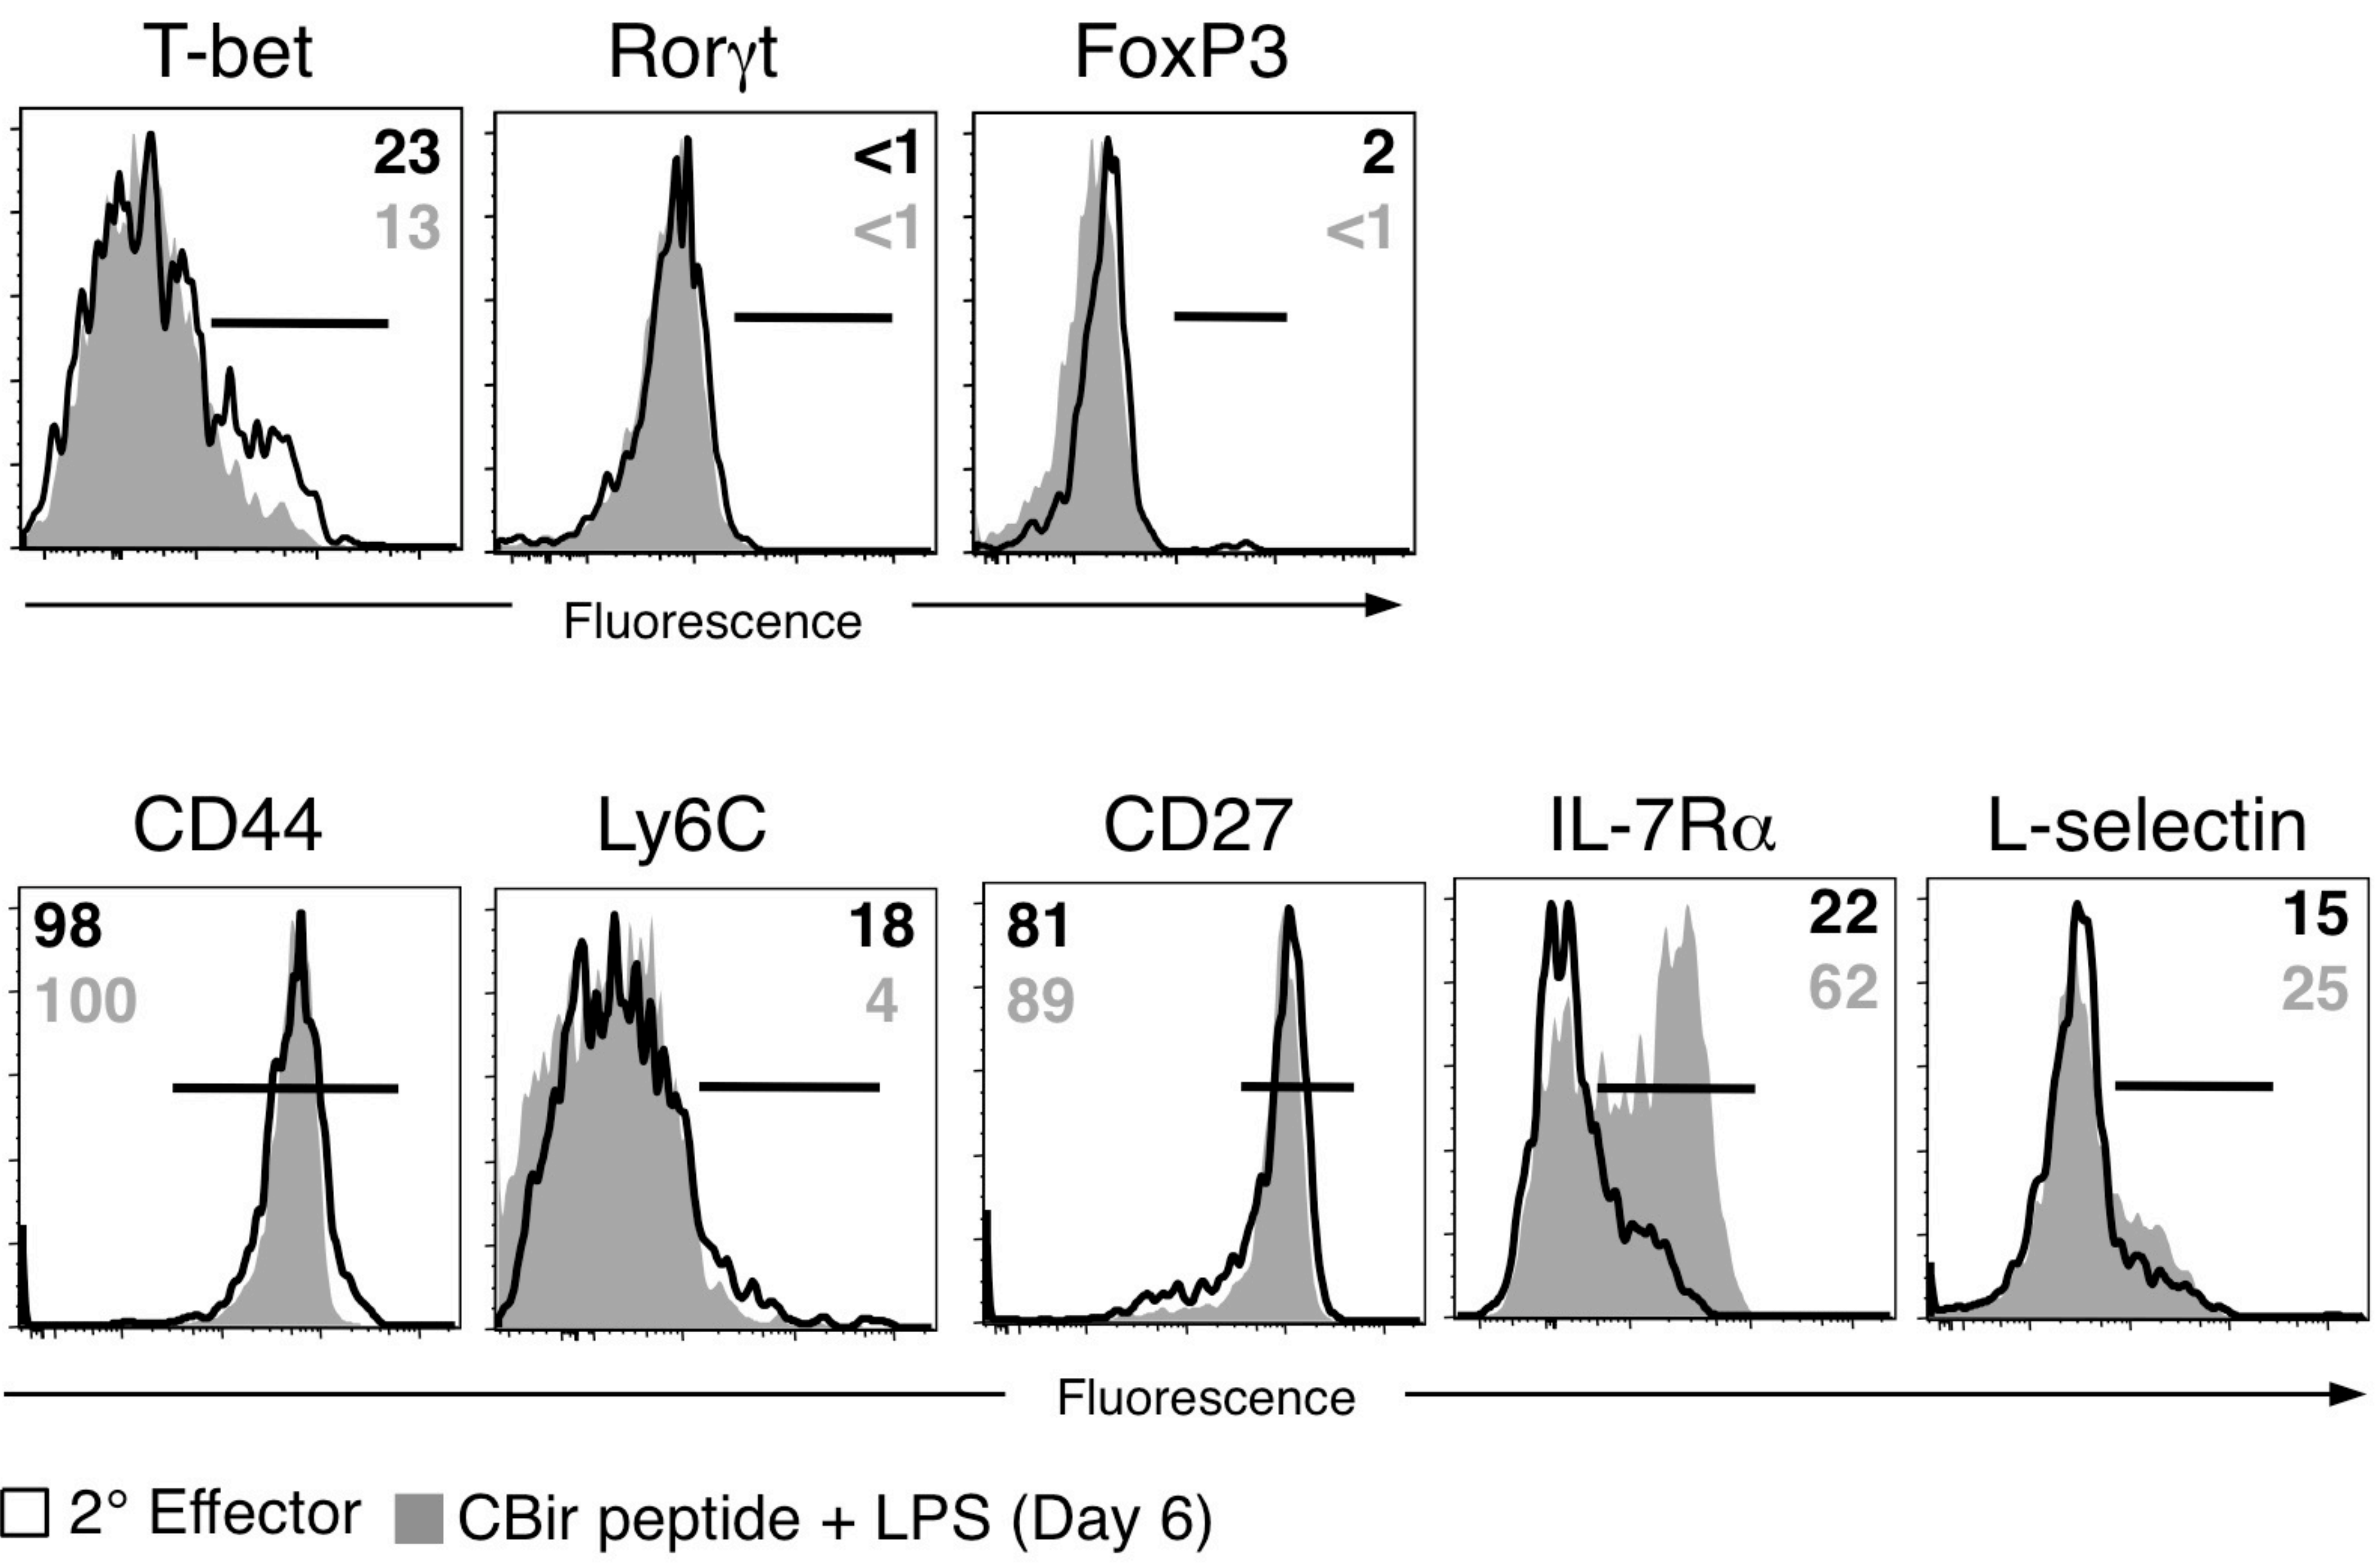 T-bet Rorγt FoxP3
23 <1 2
13 <1 <1
Fluorescence
CD44 Ly6C CD27 IL-7Rα L-selectin
98 18 81 22 15
100 4 89 62 25
Fluorescence
2° Effector CBir peptide + LPS (Day 6)